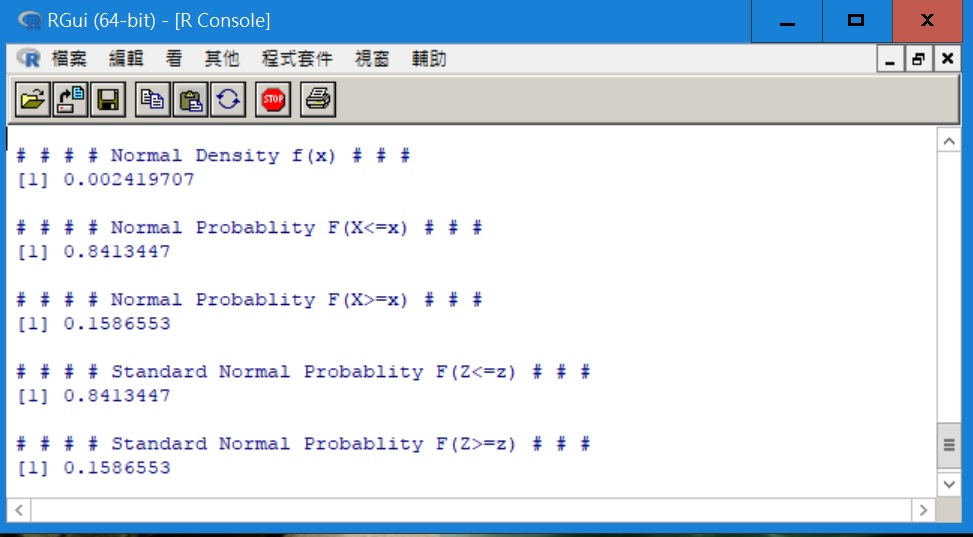 RGui (64-bit) - [R Console]
檔案 編輯 看 其他 程式套件 視窗 輔助
STOP
# # # # Normal Density f(x) # # #
[1] 0.002419707
# # # # Normal Probablity F(X<=x) # # #
[1] 0.8413447
# # # # Normal Probablity F(X>=x) # # #
[1] 0.1586553
# # # # Standard Normal Probablity F(Z<=z) # # #
[1] 0.8413447
# # # # Standard Normal Probablity F(Z>=z) # # #
[1] 0.1586553